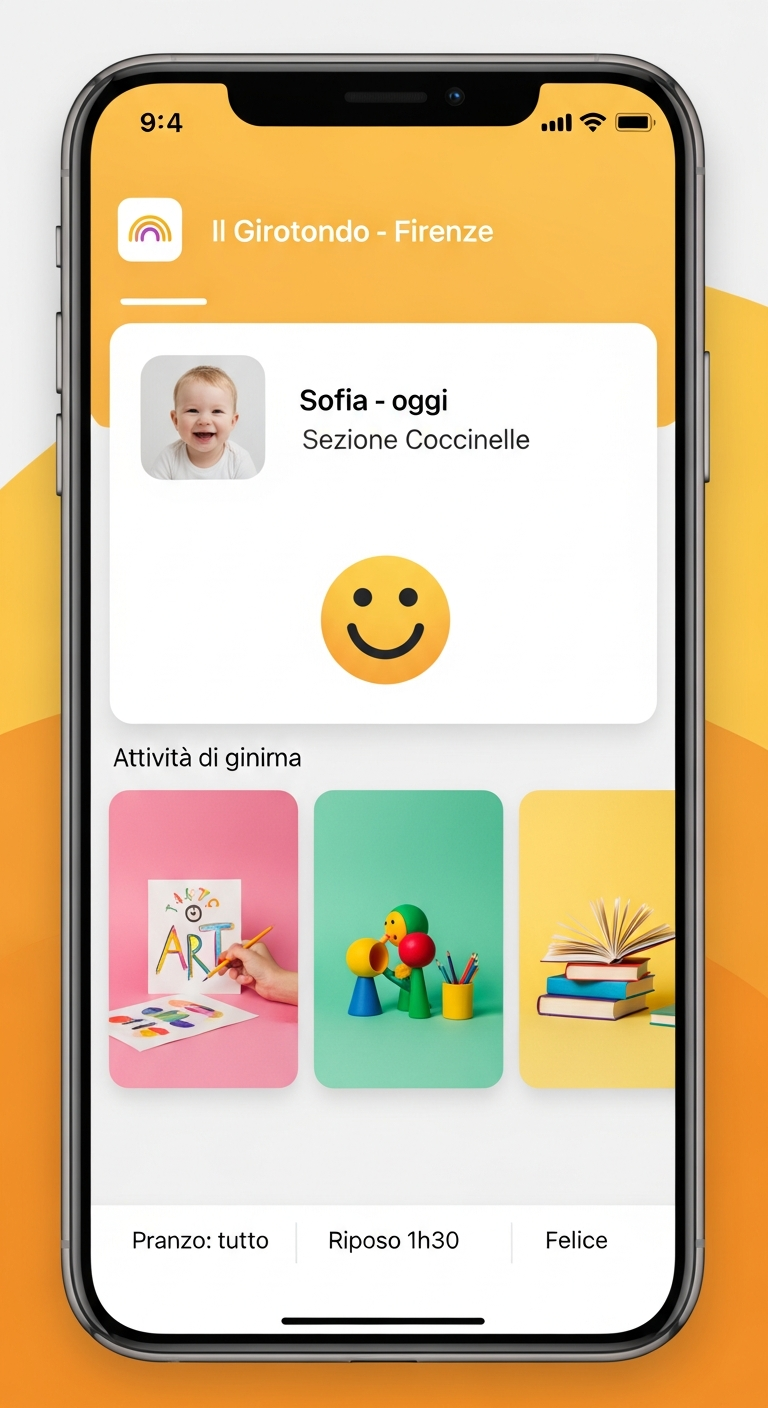 9:4
Il Girotondo - Firenze
Sofia - oggi
Sezione Coccinelle
Attività di ginima
ART
Pranzo: tutto
Riposo 1h30
Felice